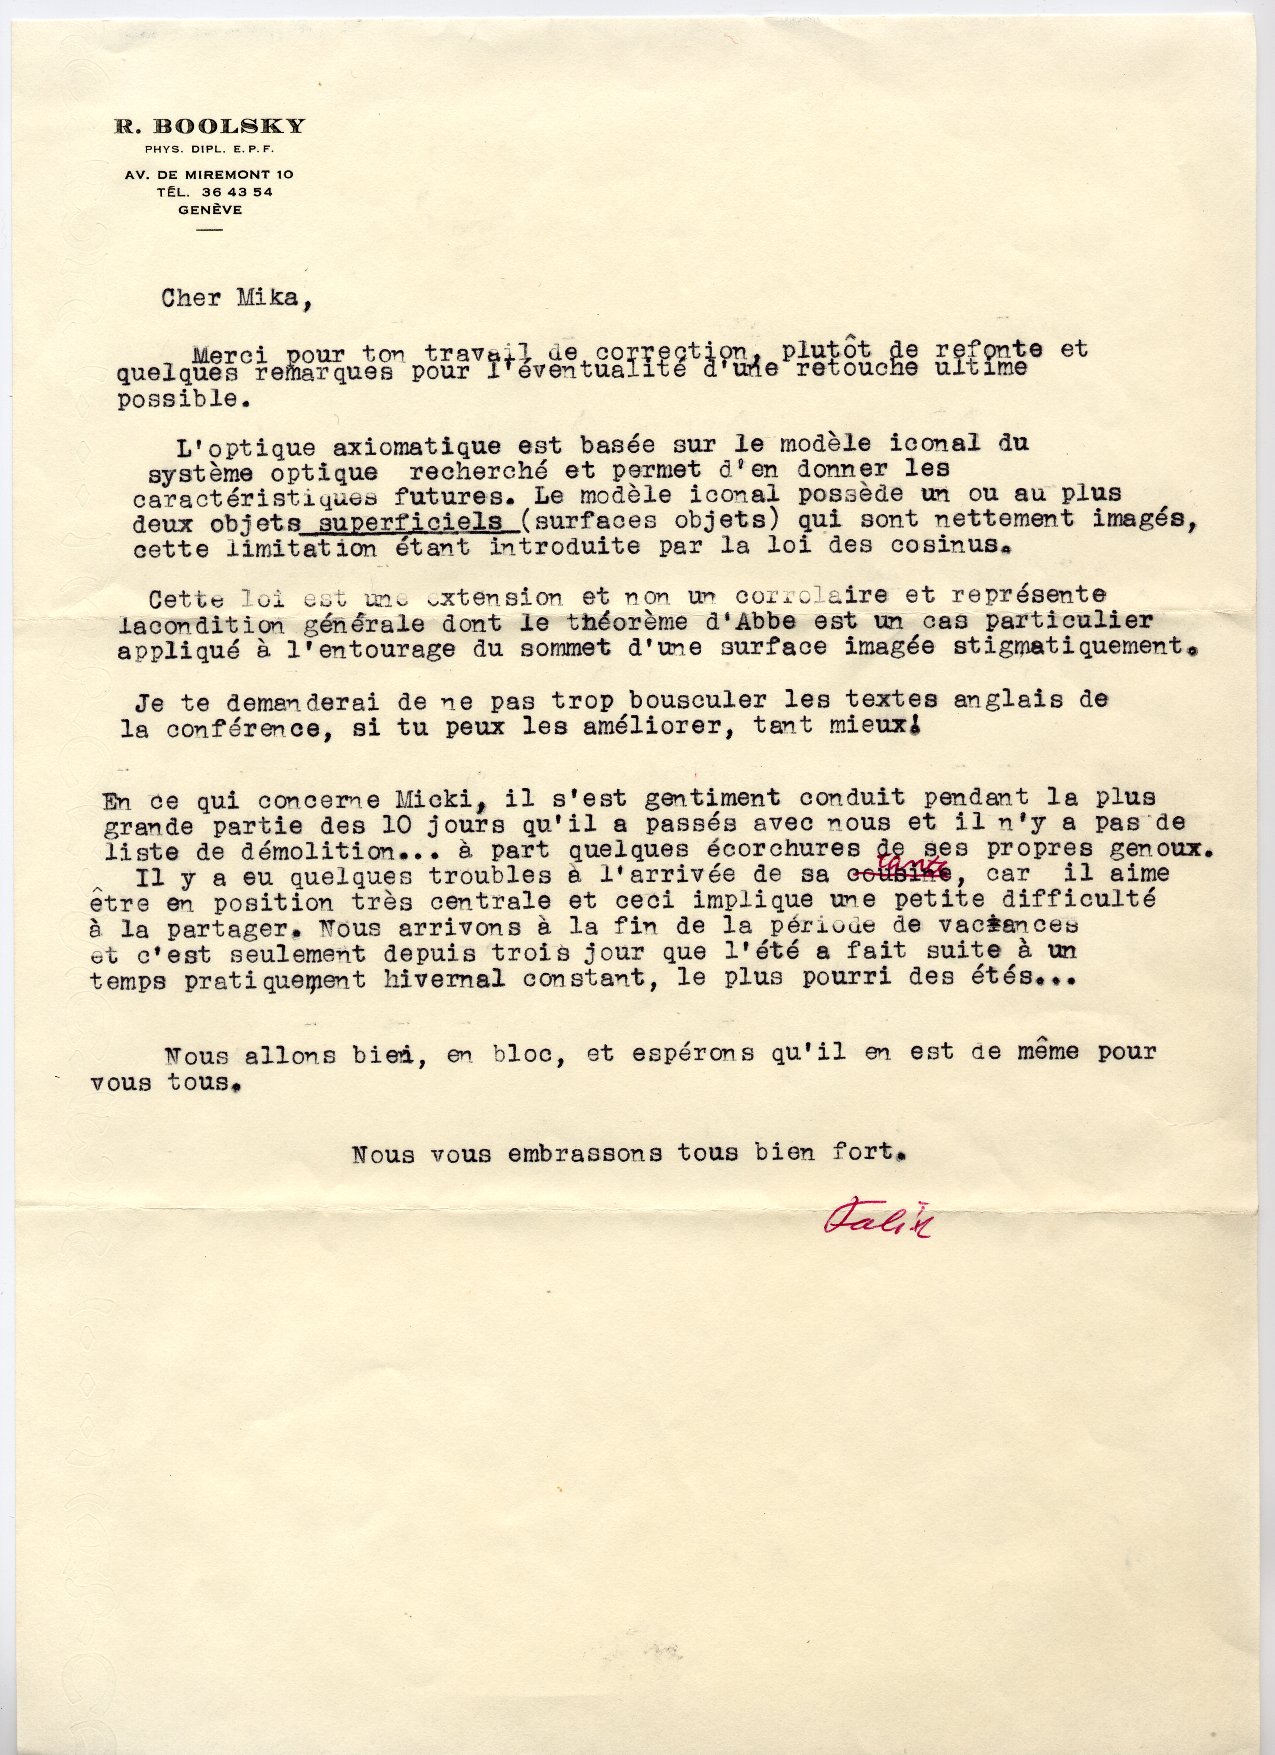 R. BOOLSKY
PHYS. DIPL. E.P.F.
AV. DE MIREMONT 10
TÉL. 36 43 54
GENÈVE
Cher Mika,
Merci pour ton travail de correction, plutôt de refonte et
quelques remarques pour l'éventualité d'une retouche ultime
possible.
L'optique axiomatique est basée sur le modèle iconal du
système optique recherché et permet d'en donner les
caractéristiques futures. Le modèle iconal possède un ou au plus
deux objets superficiels (surfaces objets) qui sont nettement imagés,
cette limitation étant introduite par la loi des cosinus.
Cette loi est une extension et non un corrolaire et représente
lacondition générale dont le théorème d'Abbe est un cas particulier
appliqué à l'entourage du sommet d'une surface imagée stigmatiquement.
Je te demanderai de ne pas trop bousculer les textes anglais de
la conférence, si tu peux les améliorer, tant mieux!
En ce qui concerne Micki, il s'est gentiment conduit pendant la plus
grande partie des 10 jours qu'il a passés avec nous et il n'y a pas de
liste de démolition... à part quelques écorchures de ses propres genoux.
tante
Il y a eu quelques troubles à l'arrivée de sa cousine, car il aime
être en position très centrale et ceci implique une petite difficulté
à la partager. Nous arrivons à la fin de la période de vacances
et c'est seulement depuis trois jour que l'été a fait suite à un
temps pratiquement hivernal constant, le plus pourri des étés...
Nous allons bien, en bloc, et espérons qu'il en est de même pour
vous tous.
Nous vous embrassons tous bien fort.